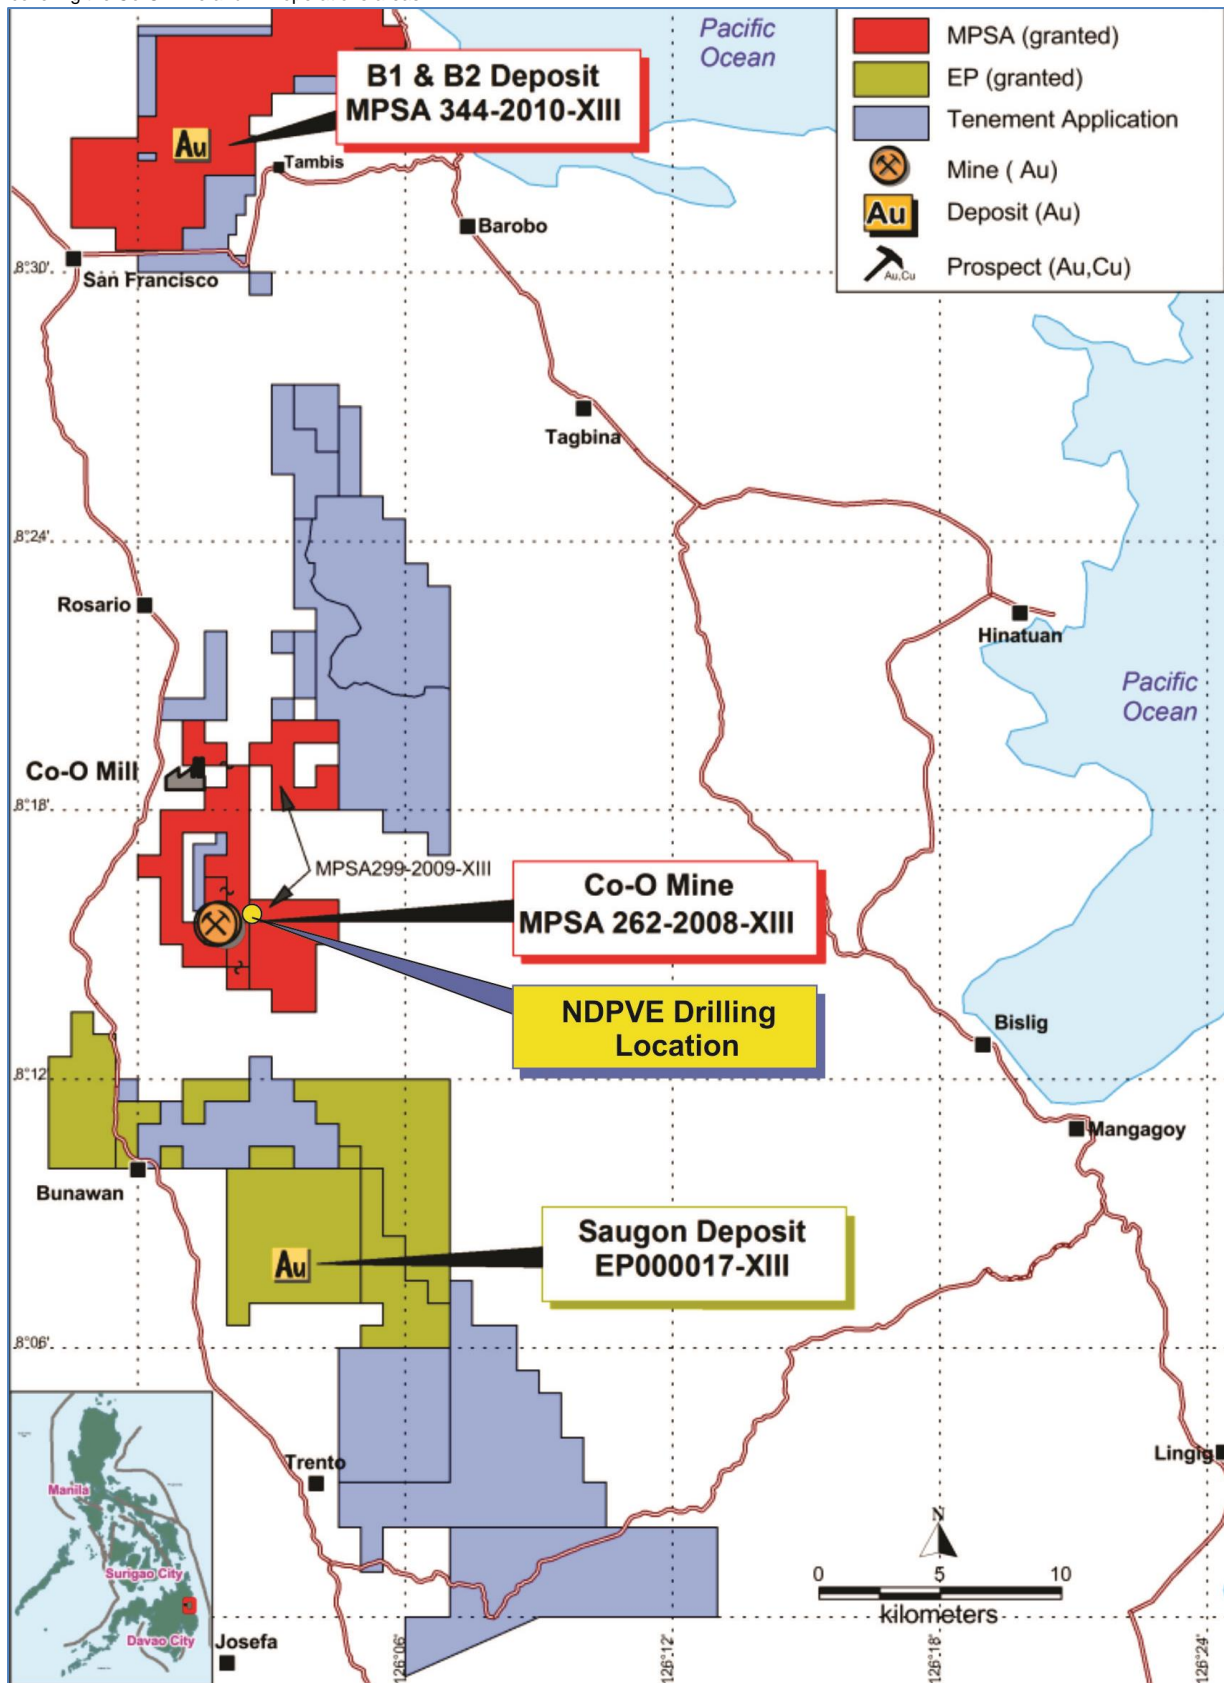 Pacific
Ocean
MPSA (granted)
EP (granted)
Tenement Application
Mine ( Au)
Au
Deposit (Au)
Au,Cu
Prospect (Au,Cu)
B1 & B2 Deposit
MPSA 344-2010-XIII
Au
Tambis
Barobo
San Francisco
8°30'
Tagbina
8°24'
Rosario
Hinatuan
Pacific
Ocean
Co-O Mill
8°18'
MPSA299-2009-XIII
Co-O Mine
MPSA 262-2008-XIII
NDPVE Drilling
Location
Bislig
8°12'
Mangagoy
Bunawan
Saugon Deposit
EP000017-XIII
Au
8°06'
Trento
Lingig
Manila
Surigao City
Davao City
Josefa
N
0 5 10
kilometers
126°06'
126°12'
126°18'
126°24'